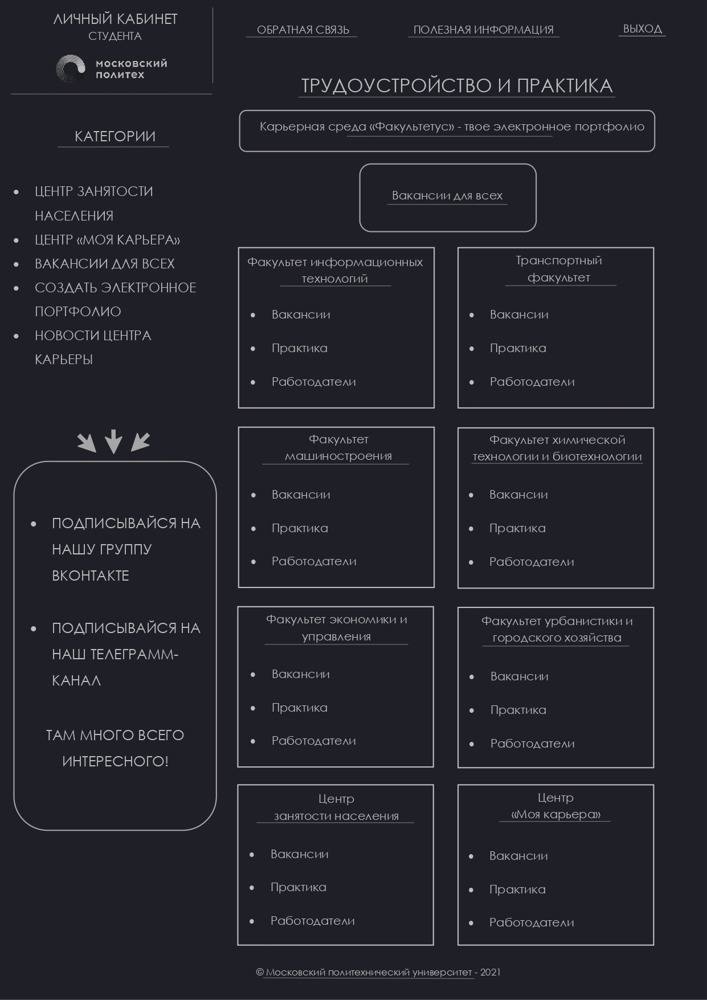 ЛИЧНЫЙ КАБИНЕТ
СТУДЕНТА
московский
политех
ОБРАТНАЯ СВЯЗЬ
ПОЛЕЗНАЯ ИНФОРМАЦИЯ
ВЫХОД
КАТЕГОРИИ
• ЦЕНТР ЗАНЯТОСТИ
НАСЕЛЕНИЯ
• ЦЕНТР «МОЯ КАРЬЕРА»
• ВАКАНСИИ ДЛЯ ВСЕХ
• СОЗДАТЬ ЭЛЕКТРОННОЕ
ПОРТФОЛИО
• НОВОСТИ ЦЕНТРА
КАРЬЕРЫ
• ПОДПИСЫВАЙСЯ НА
НАШУ ГРУППУ
ВКОНТАКТЕ
• ПОДПИСЫВАЙСЯ НА
НАШ ТЕЛЕГРАММ-
КАНАЛ
ТАМ МНОГО ВСЕГО
ИНТЕРЕСНОГО!
ТРУДОУСТРОЙСТВО И ПРАКТИКА
Карьерная среда «Факультетус» - твое электронное портфолио
Вакансии для всех
Факультет информационных
технологий
• Вакансии
• Практика
• Работодатели
Транспортный
факультет
• Вакансии
• Практика
• Работодатели
Факультет
машиностроения
• Вакансии
• Практика
• Работодатели
Факультет химической
технологии и биотехнологии
• Вакансии
• Практика
• Работодатели
Факультет экономики и
управления
• Вакансии
• Практика
• Работодатели
Факультет урбанистики и
городского хозяйства
• Вакансии
• Практика
• Работодатели
Центр
занятости населения
• Вакансии
• Практика
• Работодатели
Центр
«Моя карьера»
• Вакансии
• Практика
• Работодатели
© Московский политехнический университет - 2021